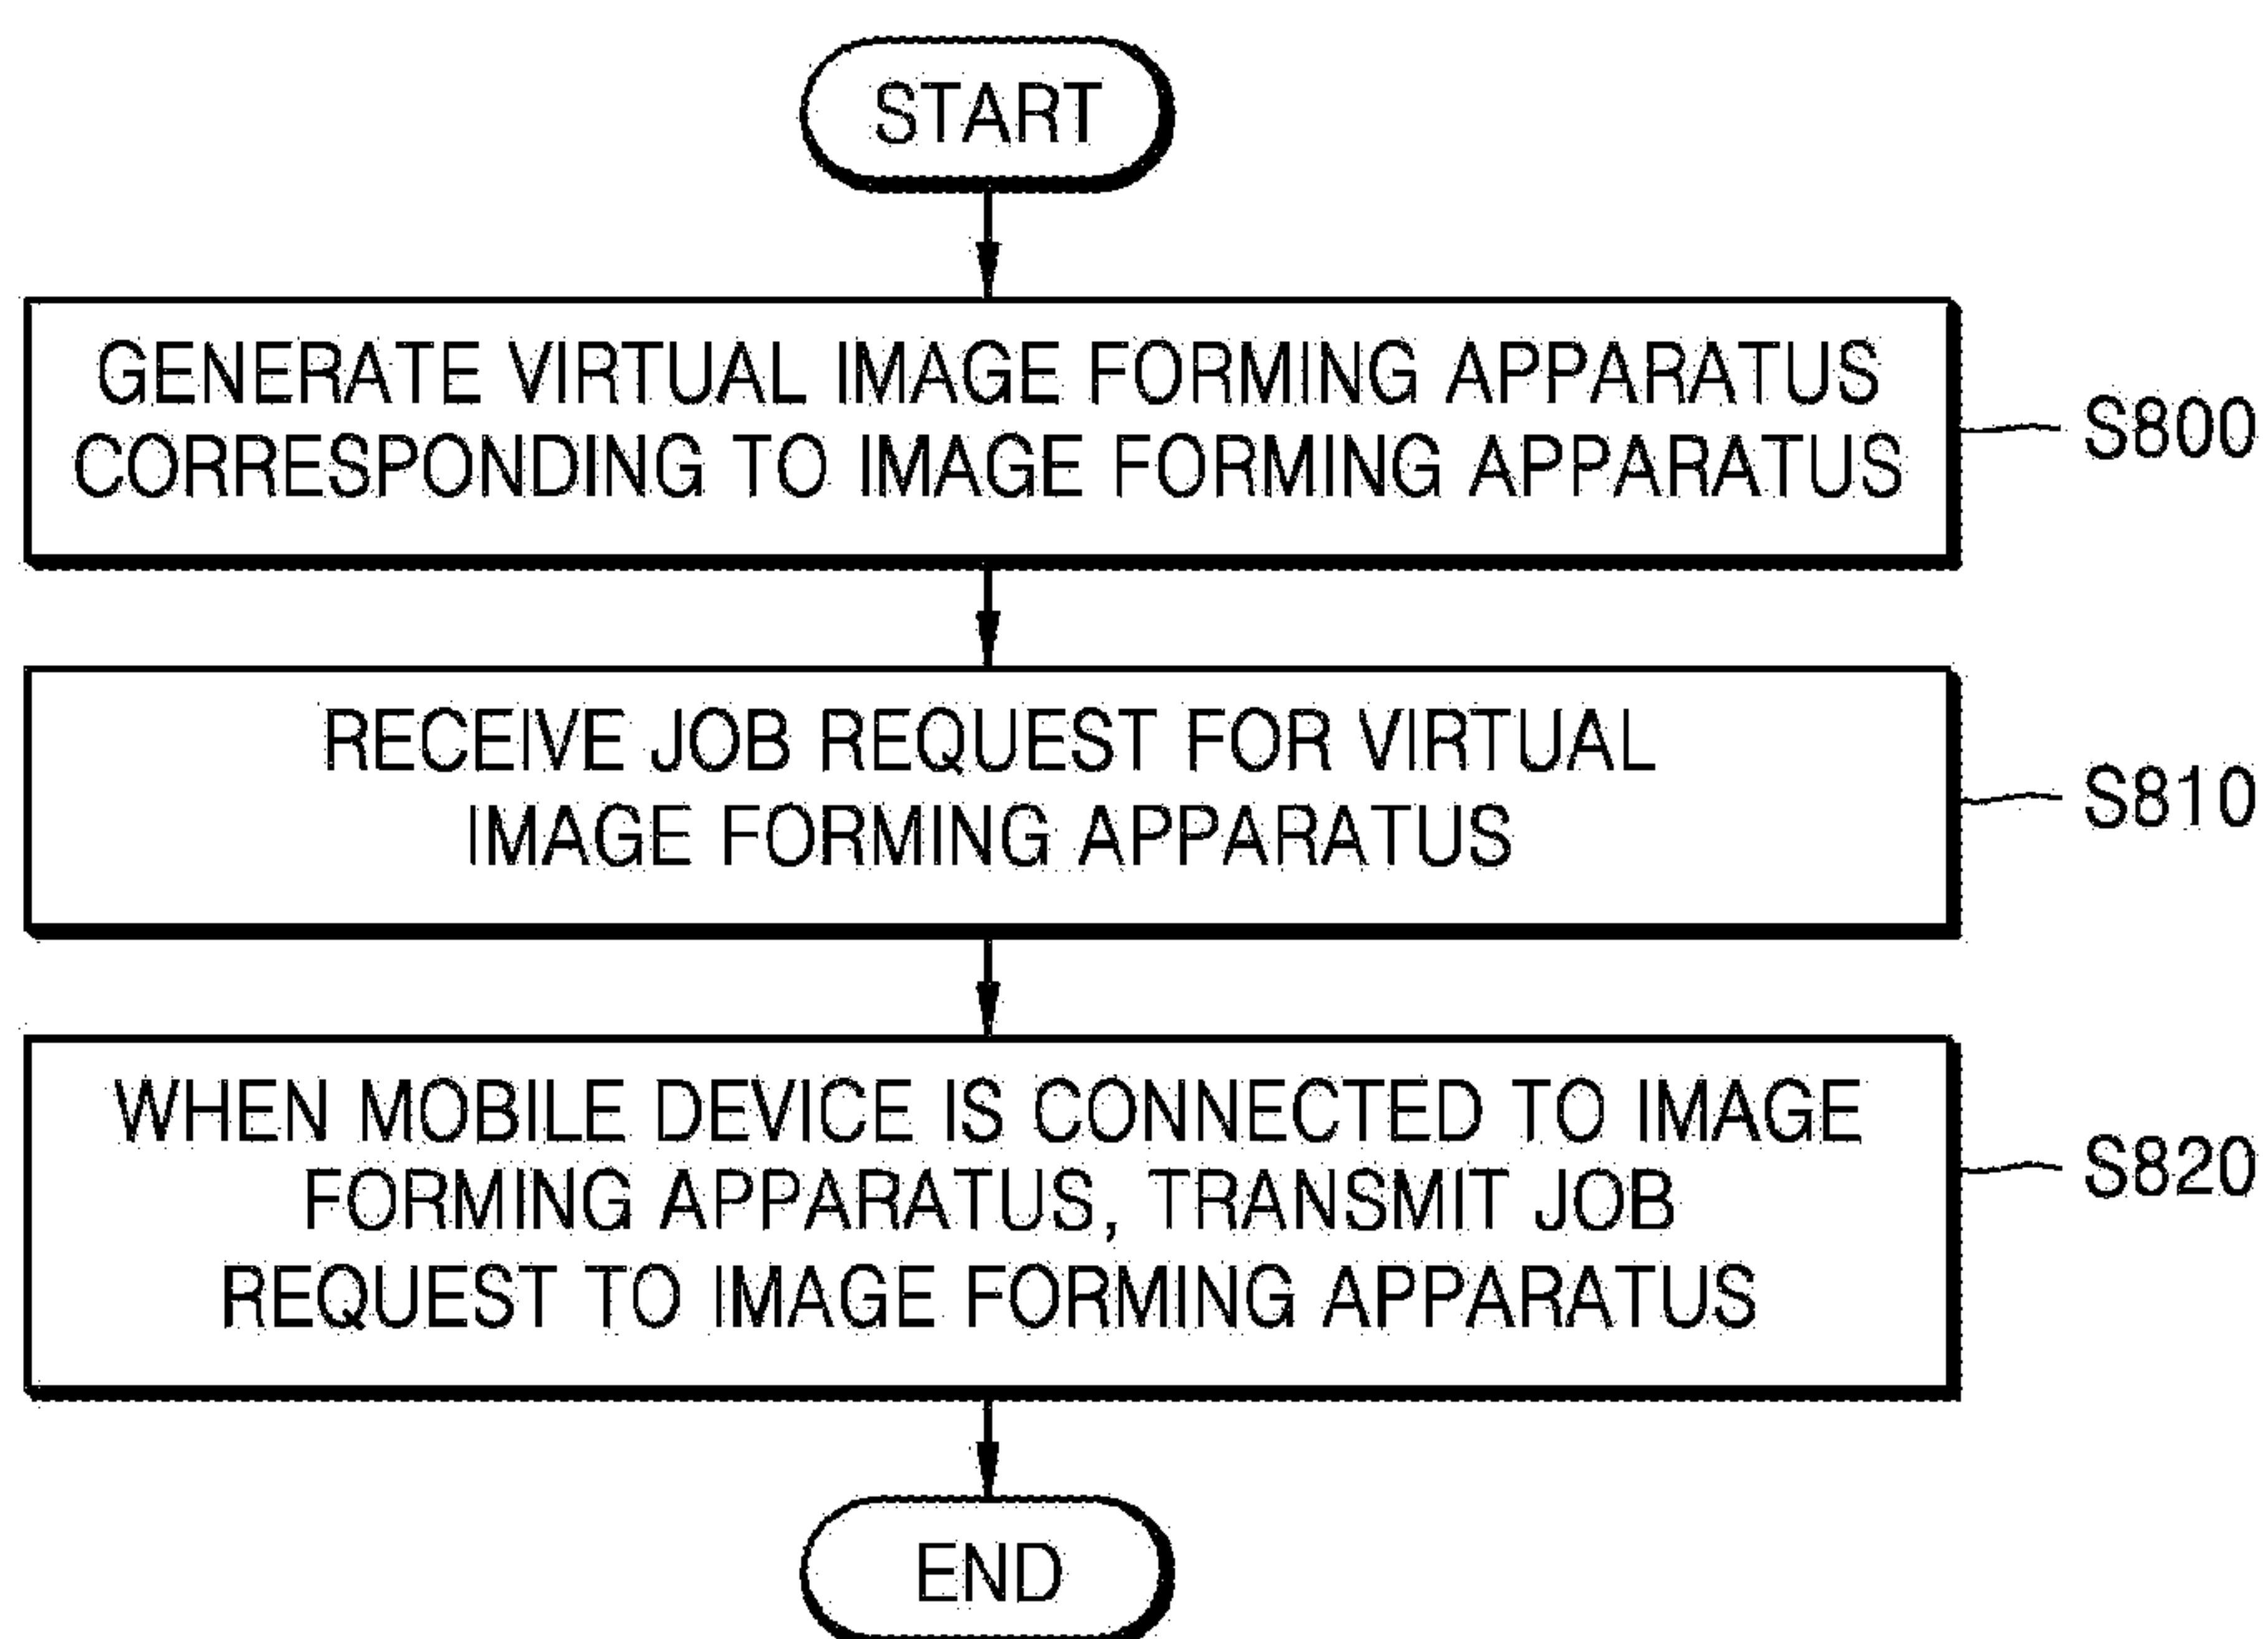 START
GENERATE VIRTUAL IMAGE FORMING APPARATUS
CORRESPONDING TO IMAGE FORMING APPARATUS
S800
RECEIVE JOB REQUEST FOR VIRTUAL
IMAGE FORMING APPARATUS
S810
WHEN MOBILE DEVICE IS CONNECTED TO IMAGE
FORMING APPARATUS, TRANSMIT JOB
REQUEST TO IMAGE FORMING APPARATUS
S820
END